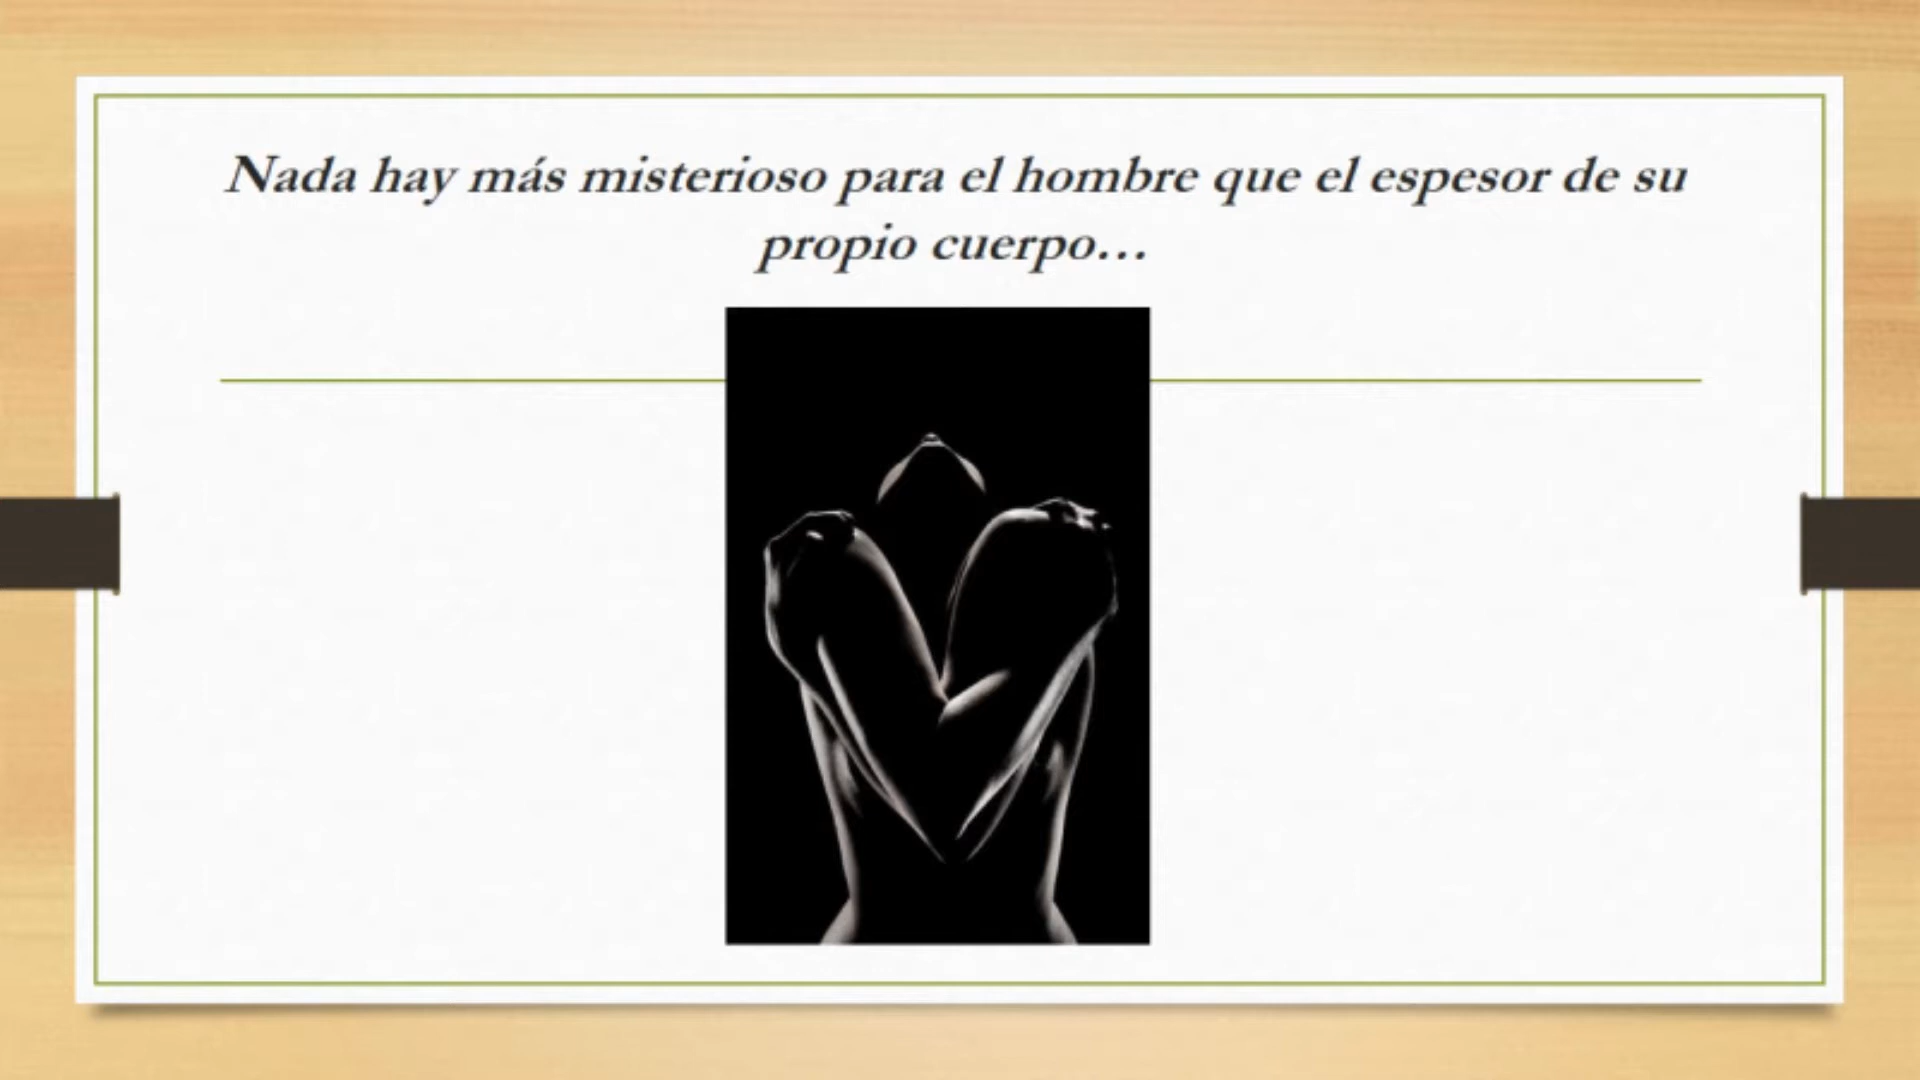 Nada hay más misterioso para el hombre que el espesor de su
propio cuerpo…